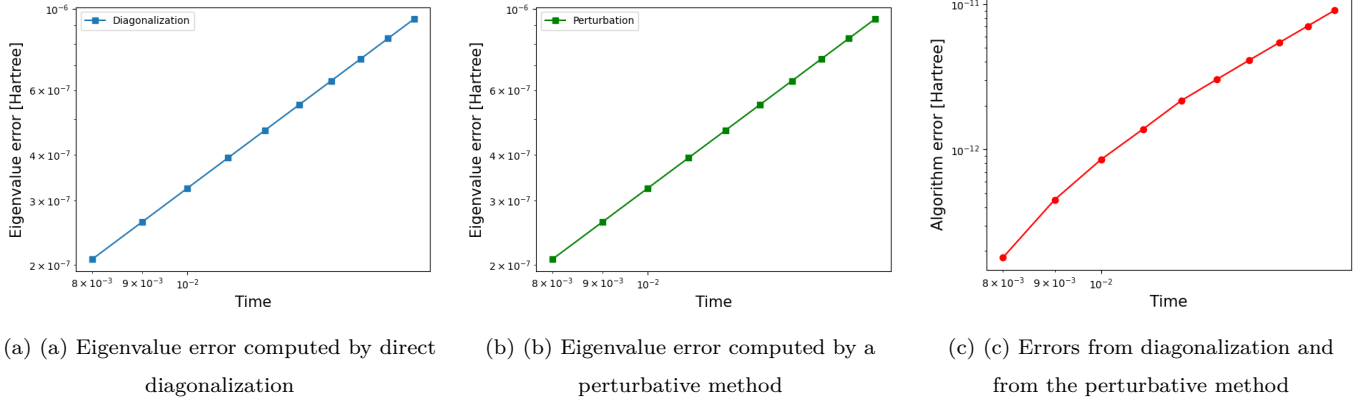 10⁻⁶
6 × 10⁻⁷
4 × 10⁻⁷
3 × 10⁻⁷
2 × 10⁻⁷
Eigenvalue error [Hartree]
Diagonalization
8 × 10⁻³
9 × 10⁻³
10⁻²
Time
(a) (a) Eigenvalue error computed by direct
diagonalization
10⁻⁶
6 × 10⁻⁷
4 × 10⁻⁷
3 × 10⁻⁷
2 × 10⁻⁷
Eigenvalue error [Hartree]
Perturbation
8 × 10⁻³
9 × 10⁻³
10⁻²
Time
(b) (b) Eigenvalue error computed by a
perturbative method
10⁻¹¹
10⁻¹²
Algorithm error [Hartree]
8 × 10⁻³
9 × 10⁻³
10⁻²
Time
(c) (c) Errors from diagonalization and
from the perturbative method